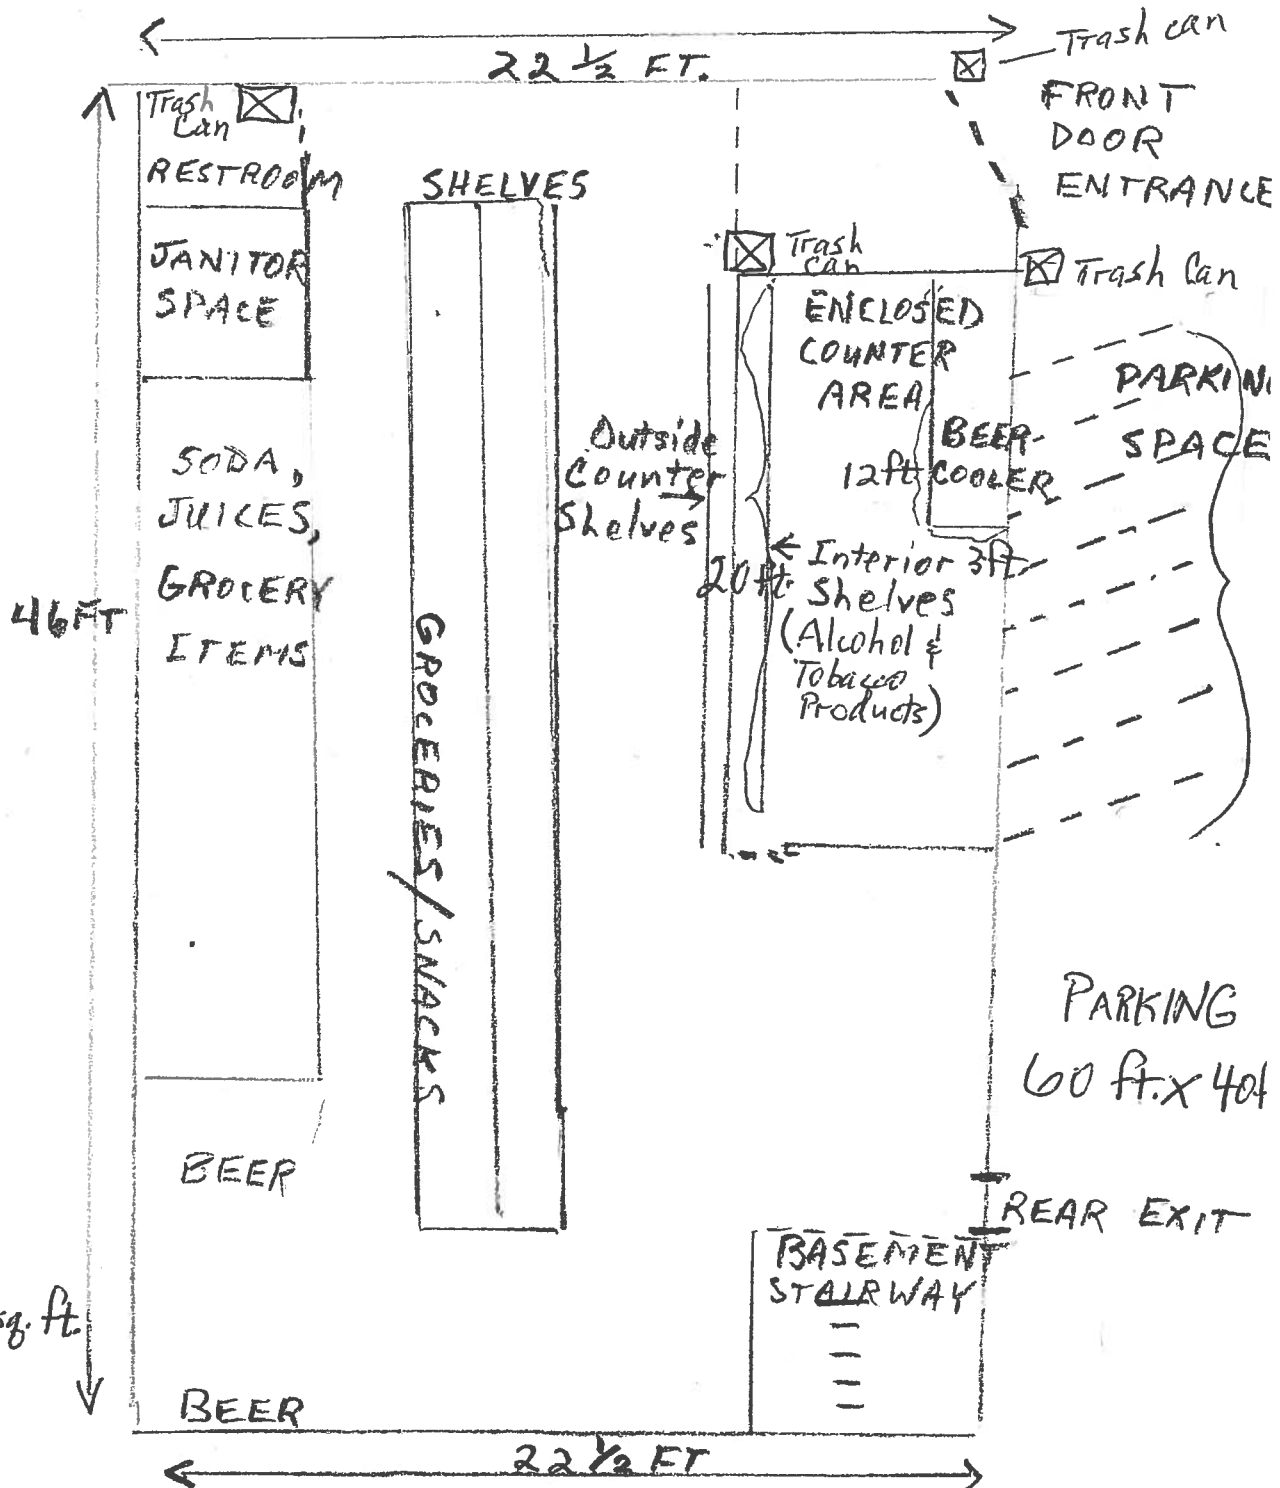 22 ½ FT.
Trash can
FRONT
DOOR
ENTRANCE
Trash
Can
RESTROOM
SHELVES
JANITOR
SPACE
Trash
can
Trash Can
ENCLOSED
COUNTER
AREA
PARKIN
SPACE
BEER
COOLER
12ft
Outside
Counter
Shelves
SODA,
JUICES,
GROCERY
ITEMS
46FT
20ft.
Interior
Shelves
(Alcohol &
Tobacco
Products)
3ft
GROCERIES/SNACKS
PARKING
60 ft. x 40f
BEER
REAR EXIT
BASEMENT
STAIRWAY
sq. ft.
BEER
22 ½ FT